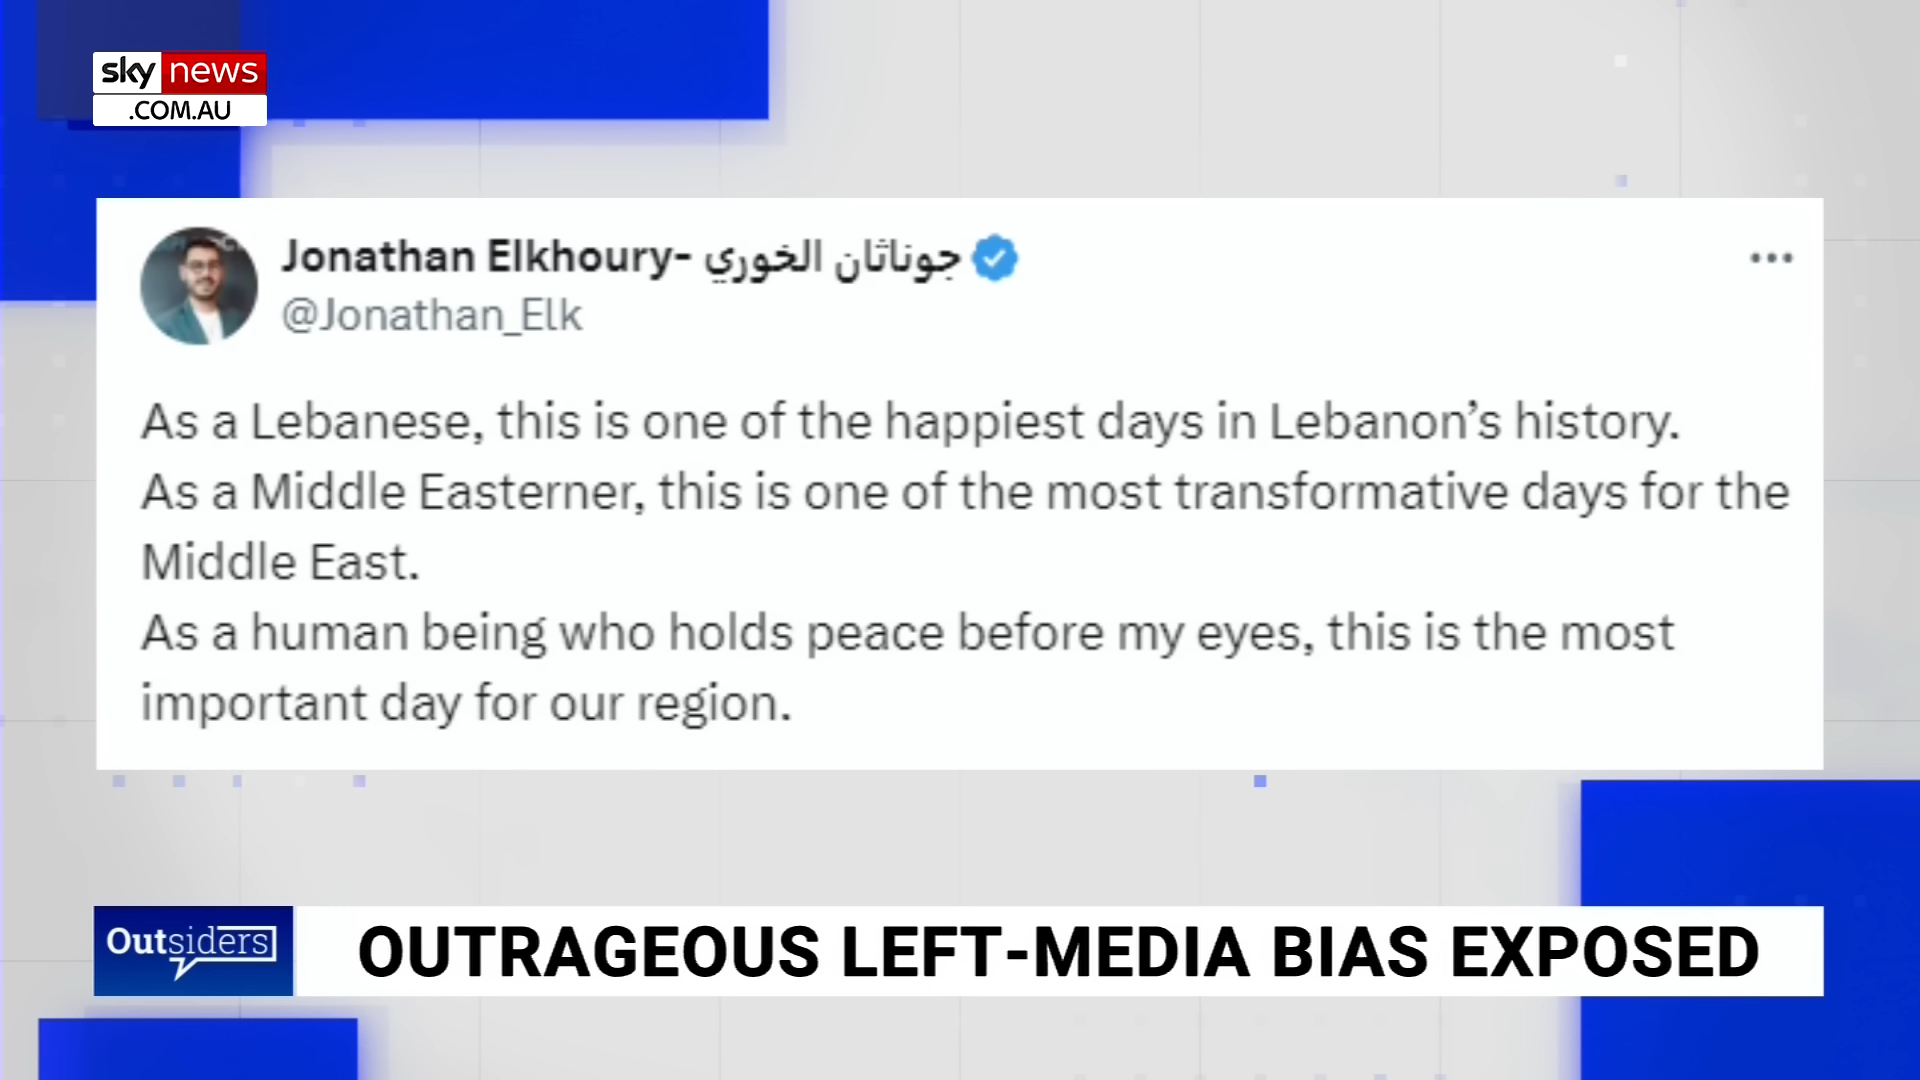 sky news
.COM.AU
Jonathan Elkhoury- جوناثان الخوري
@Jonathan_Elk
As a Lebanese, this is one of the happiest days in Lebanon’s history.
As a Middle Easterner, this is one of the most transformative days for the
Middle East.
As a human being who holds peace before my eyes, this is the most
important day for our region.
Outsiders
OUTRAGEOUS LEFT-MEDIA BIAS EXPOSED